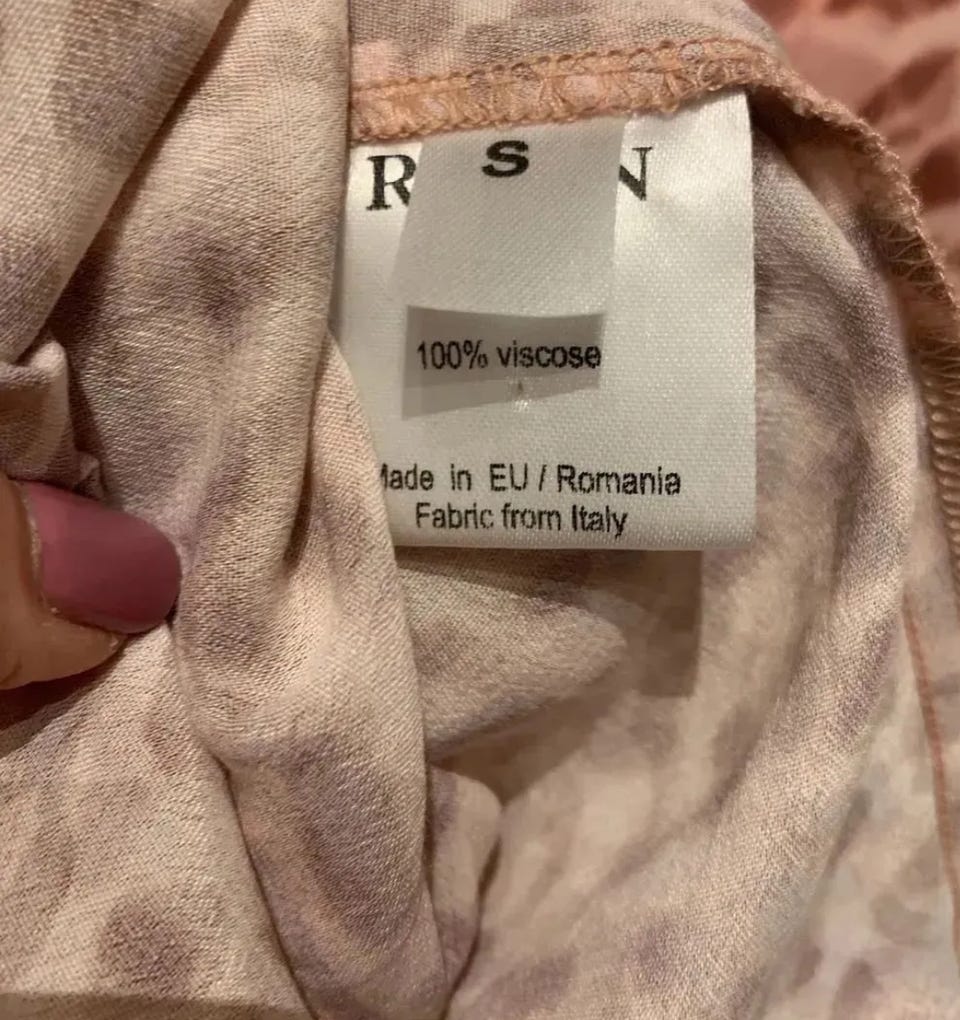 S
R N
100% viscose
Made in EU / Romania
Fabric from Italy